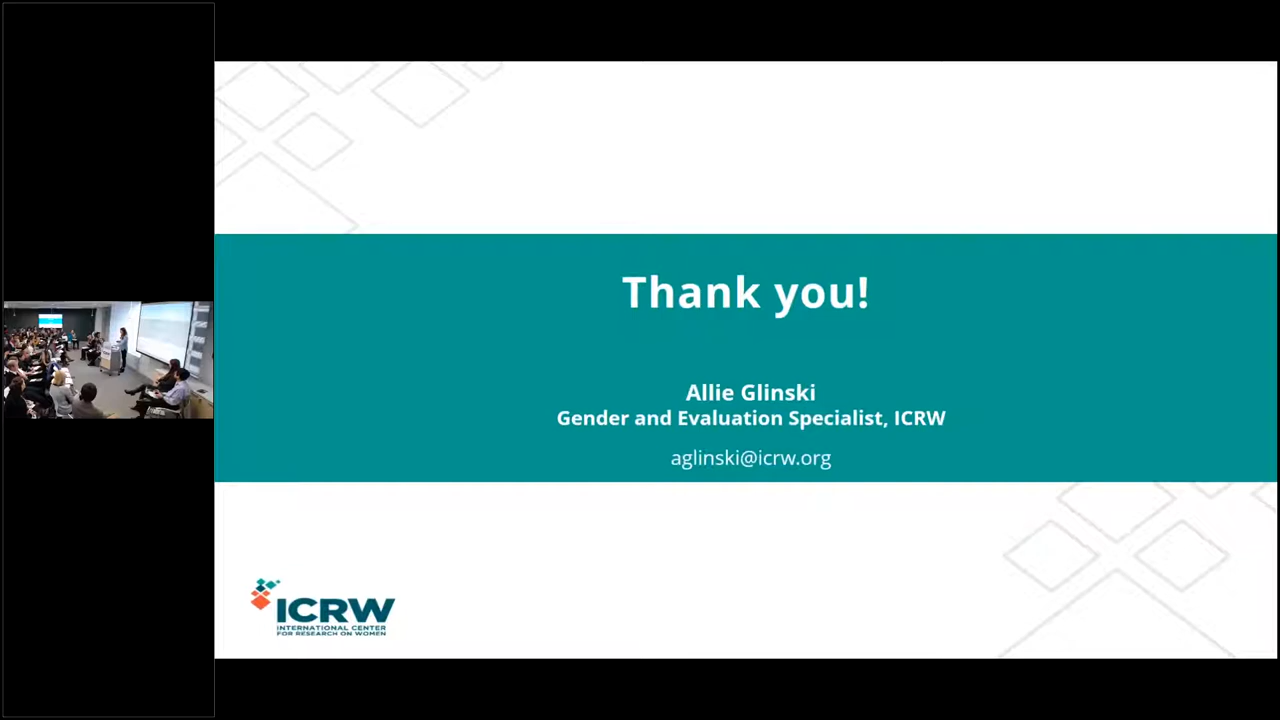 Thank you!
Allie Glinski
Gender and Evaluation Specialist, ICRW
aglinski@icrw.org
ICRW
INTERNATIONAL CENTER
FOR RESEARCH ON WOMEN